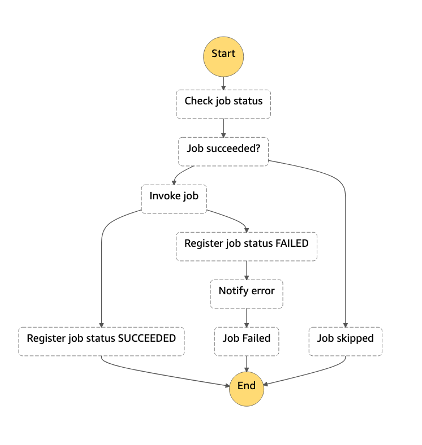 Start
Check job status
Job succeeded?
Invoke job
Register job status FAILED
Notify error
Register job status SUCCEEDED
Job Failed
Job skipped
End